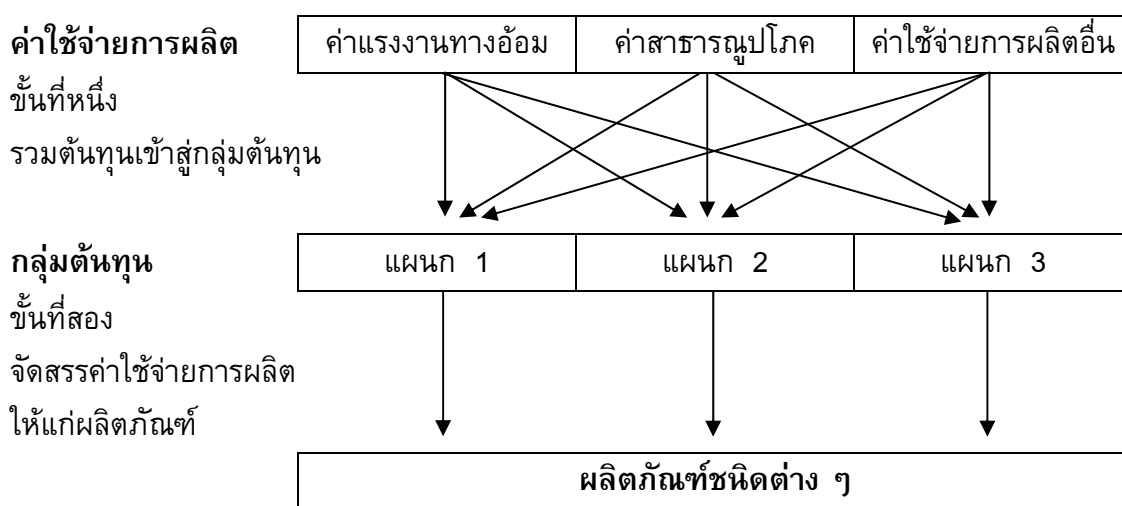 ค่าใช้จ่ายการผลิต ค่าแรงงานทางอ้อม ค่าสาธารณูปโภค ค่าใช้จ่ายการผลิตอื่น
ขั้นที่หนึ่ง
รวมต้นทุนเข้าสู่กลุ่มต้นทุน
กลุ่มต้นทุน แผนก 1 แผนก 2 แผนก 3
ขั้นที่สอง
จัดสรรค่าใช้จ่ายการผลิต
ให้แก่ผลิตภัณฑ์
ผลิตภัณฑ์ชนิดต่าง ๆ